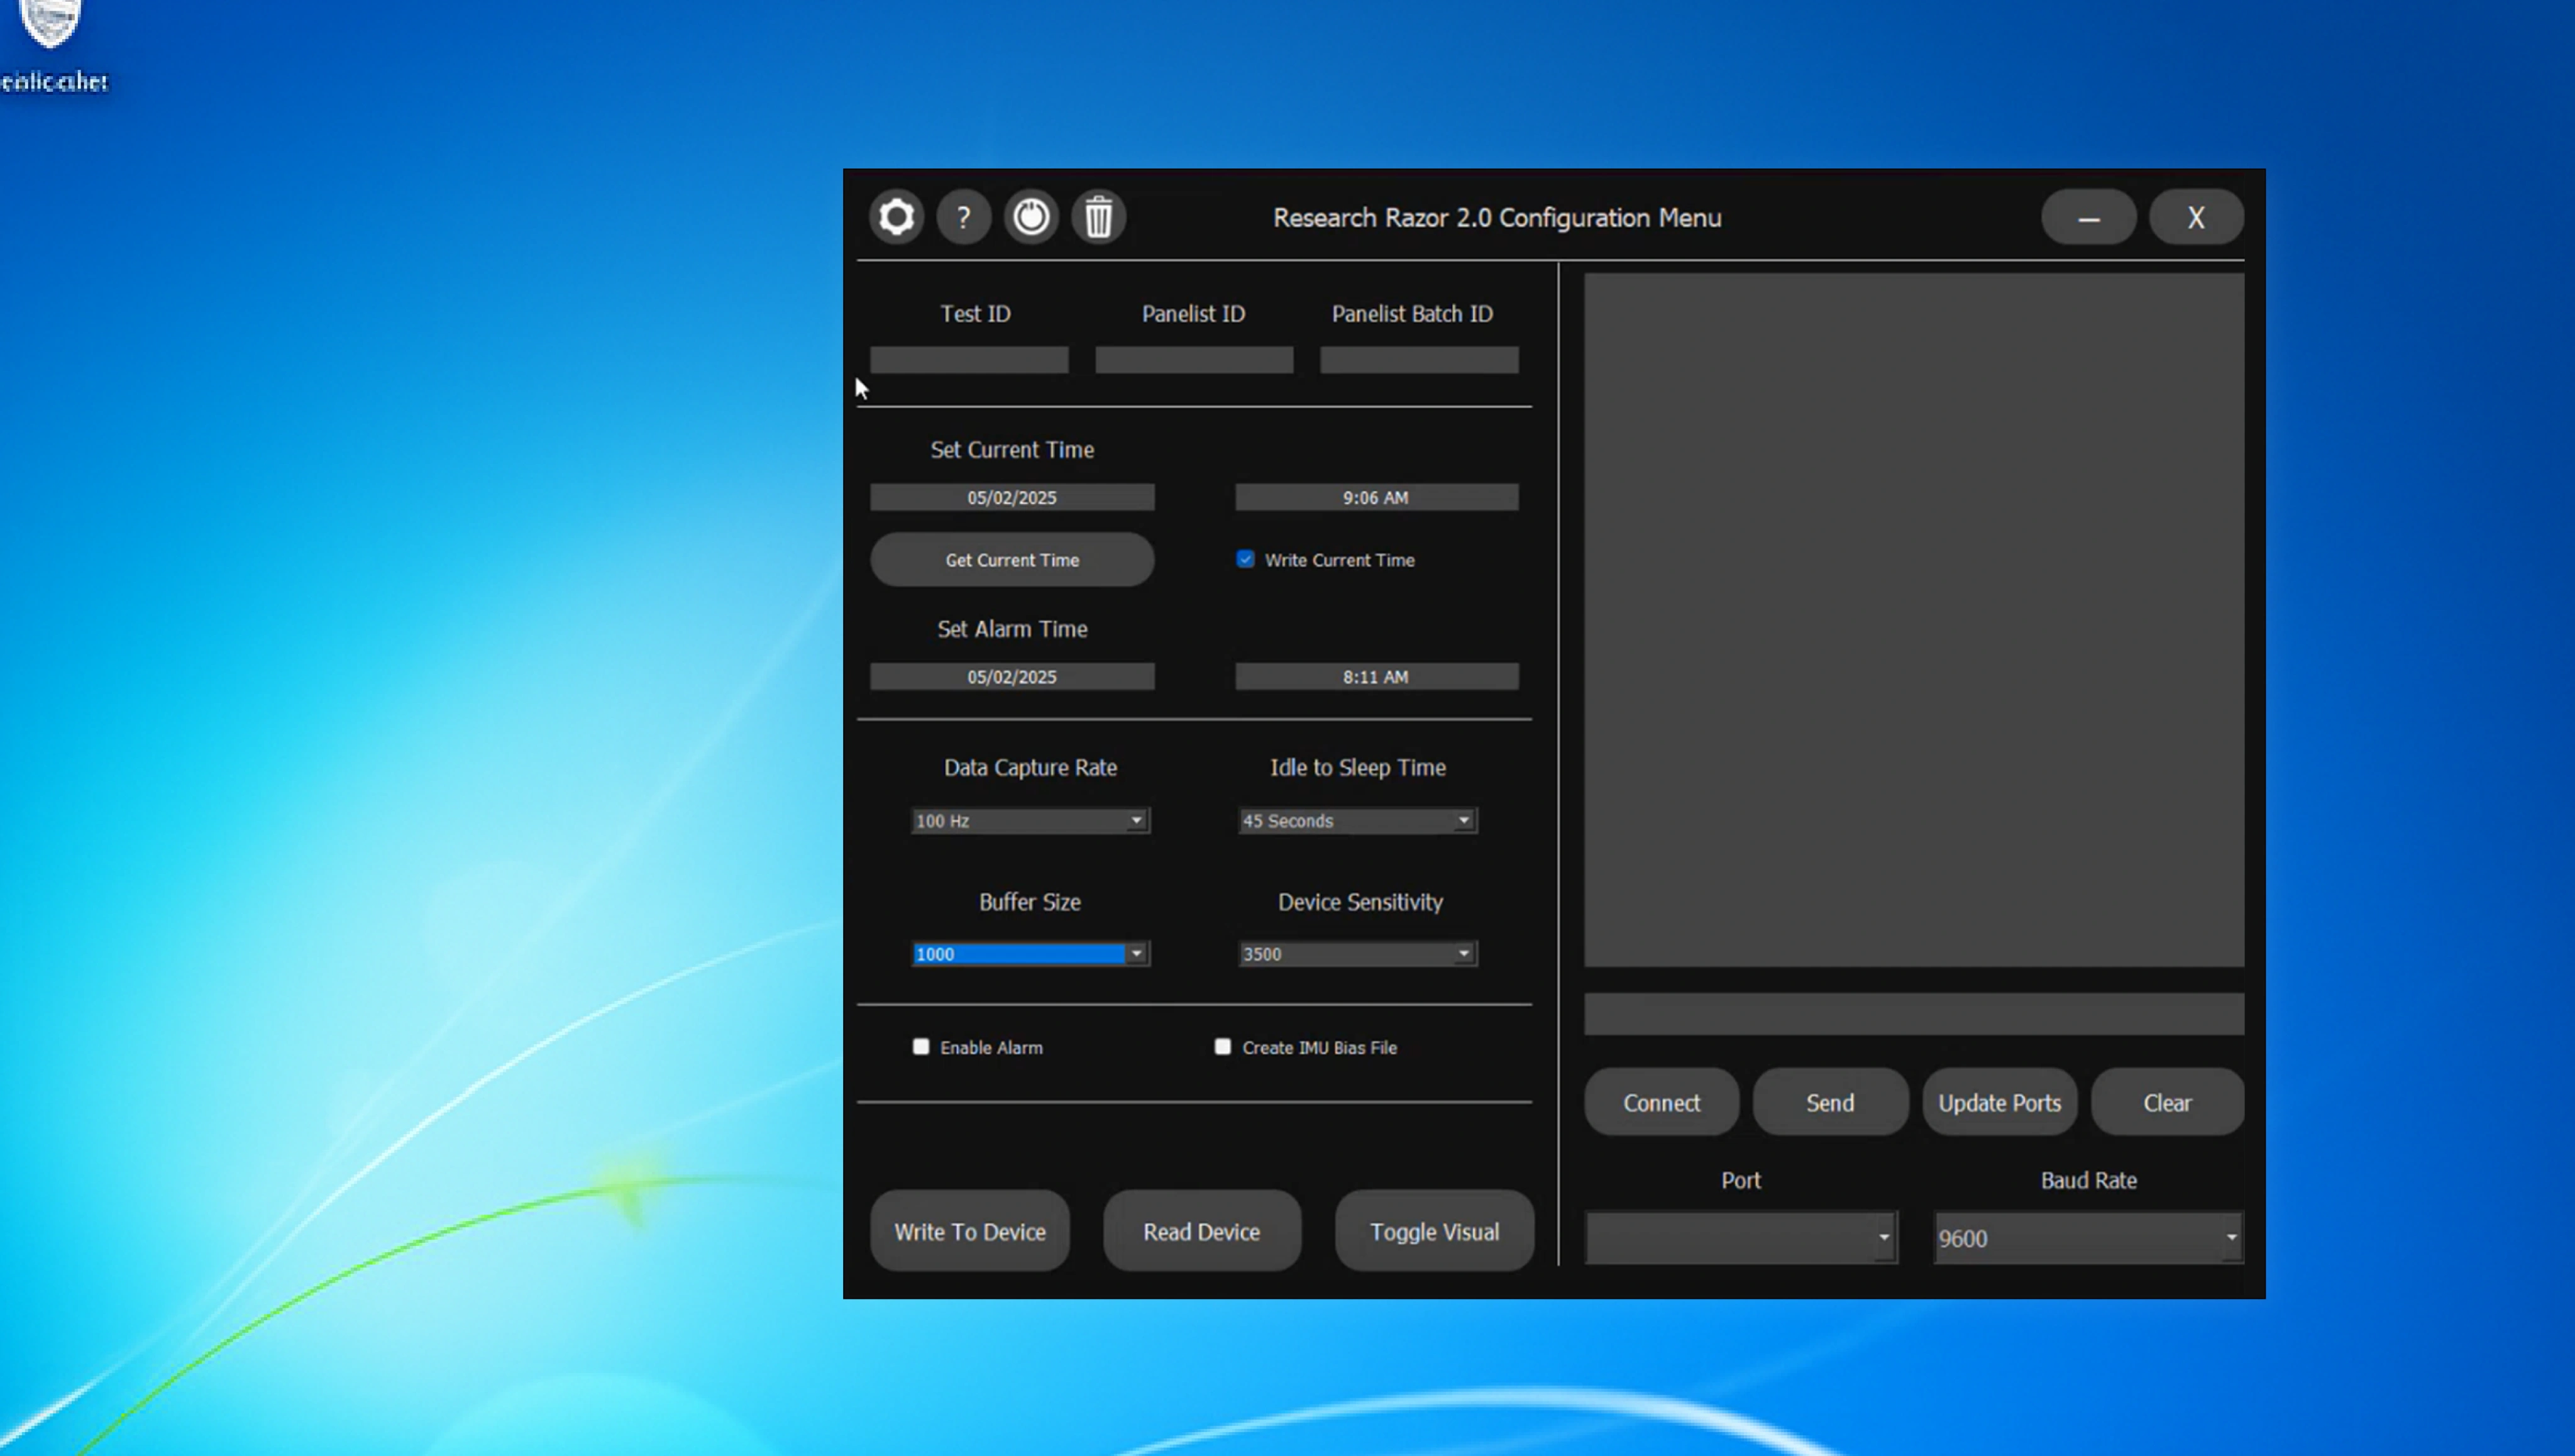 ? Research Razor 2.0 Configuration Menu — X
Test ID Panelist ID Panelist Batch ID
Set Current Time
05/02/2025 9:06 AM
Get Current Time Write Current Time
Set Alarm Time
05/02/2025 8:11 AM
Data Capture Rate Idle to Sleep Time
100 Hz 45 Seconds
Buffer Size Device Sensitivity
1000 3500
Enable Alarm Create IMU Bias File
Write To Device Read Device Toggle Visual
Connect Send Update Ports Clear
Port Baud Rate
9600